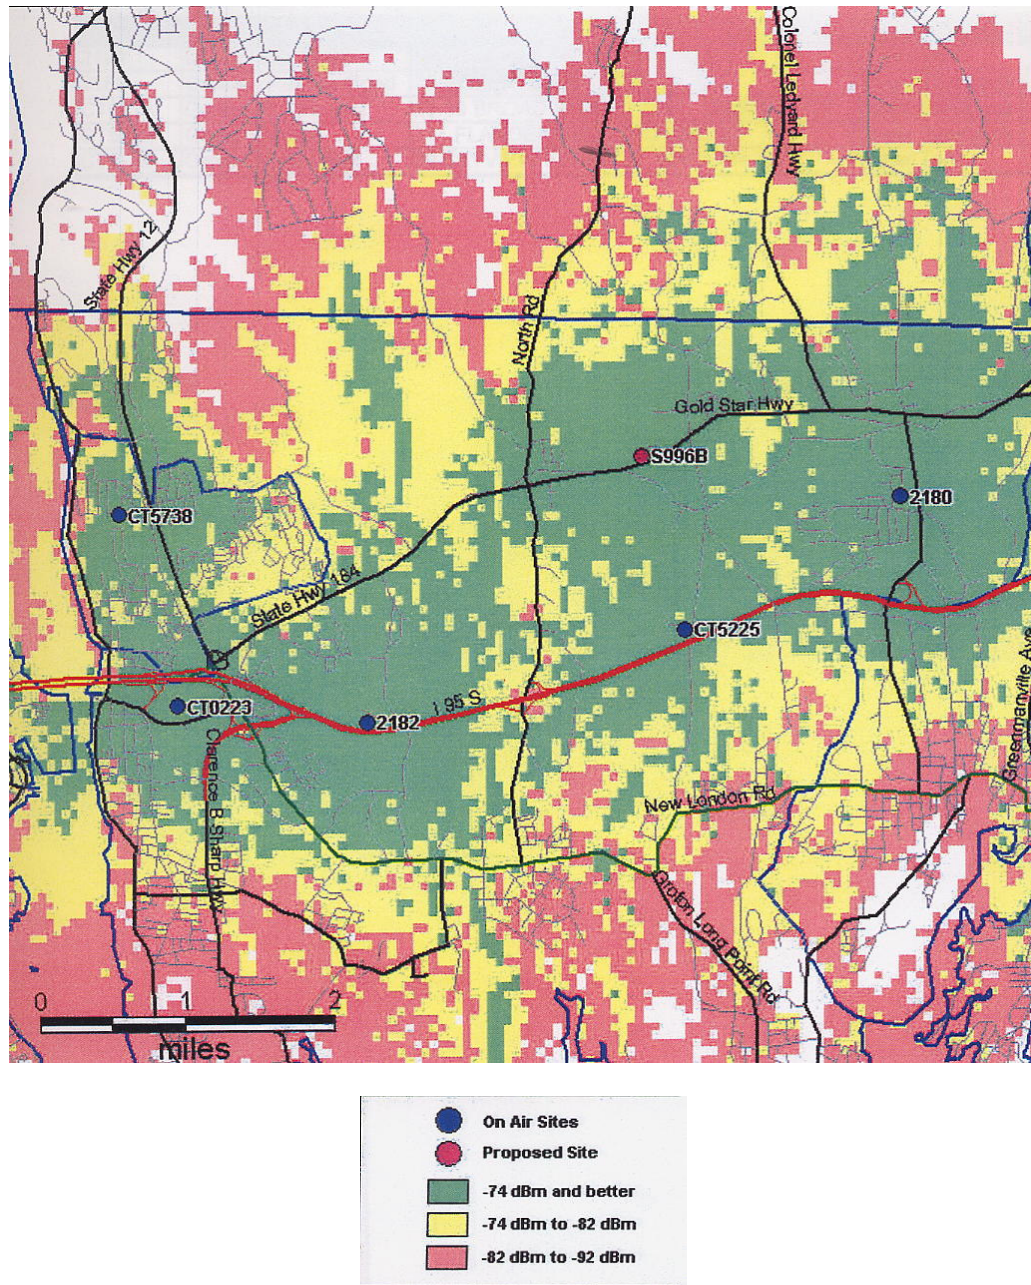 Colonel Ledyard Hwy
State Hwy 12
North Rd
Gold Star Hwy
S996B
2180
CT5738
State Hwy 184
CT5225
Greenmanville Ave
CT0223
2182
I 95 S
Clarence B Sharp Hwy
New London Rd
Groton Long Point Rd
0 1 2
miles
On Air Sites
Proposed Site
-74 dBm and better
-74 dBm to -82 dBm
-82 dBm to -92 dBm